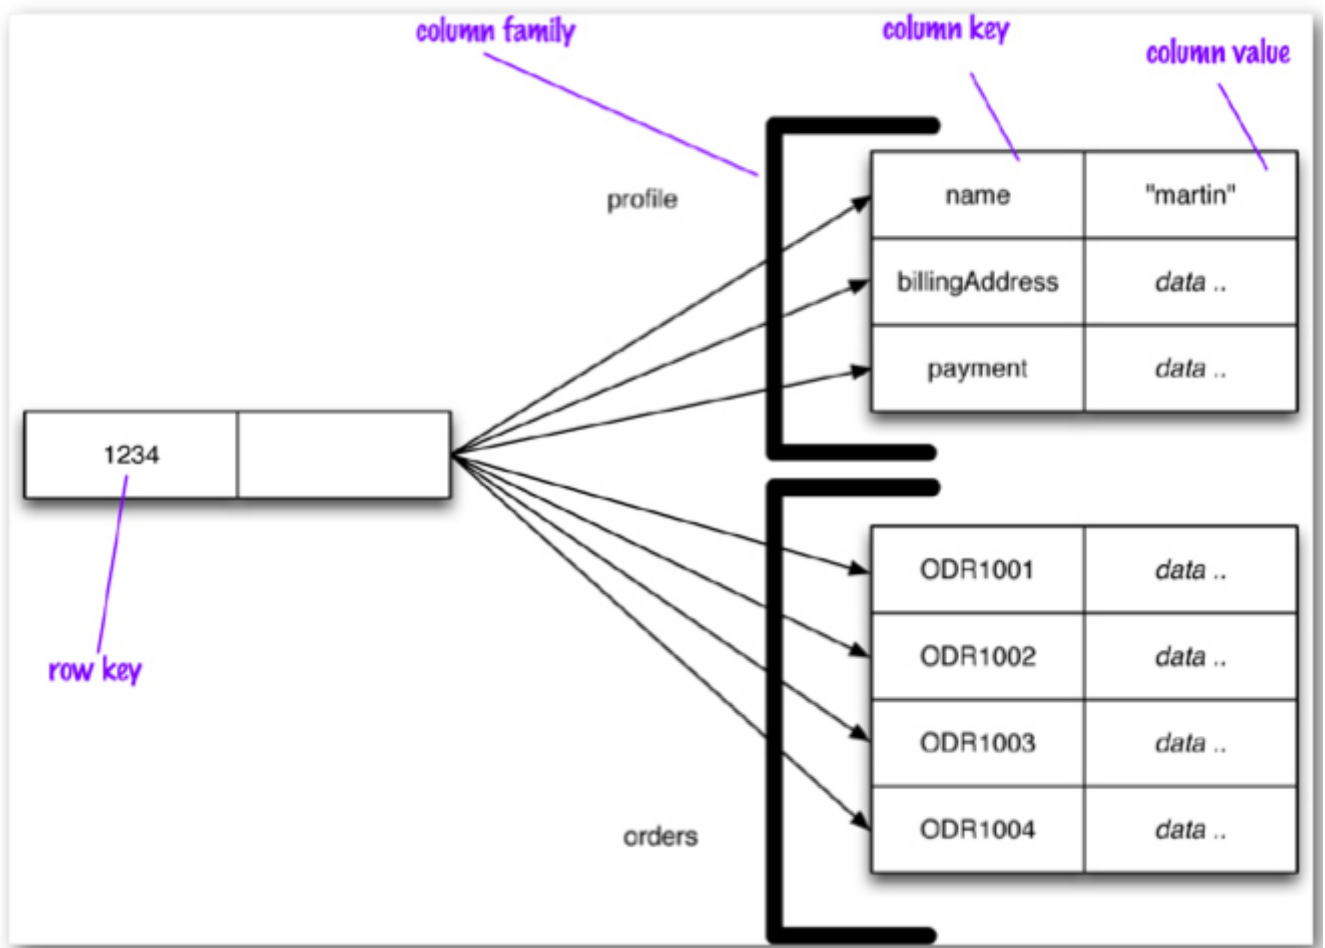 column family
column key
column value
profile
name "martin"
billingAddress data ..
payment data ..
1234
row key
ODR1001 data ..
ODR1002 data ..
ODR1003 data ..
ODR1004 data ..
orders